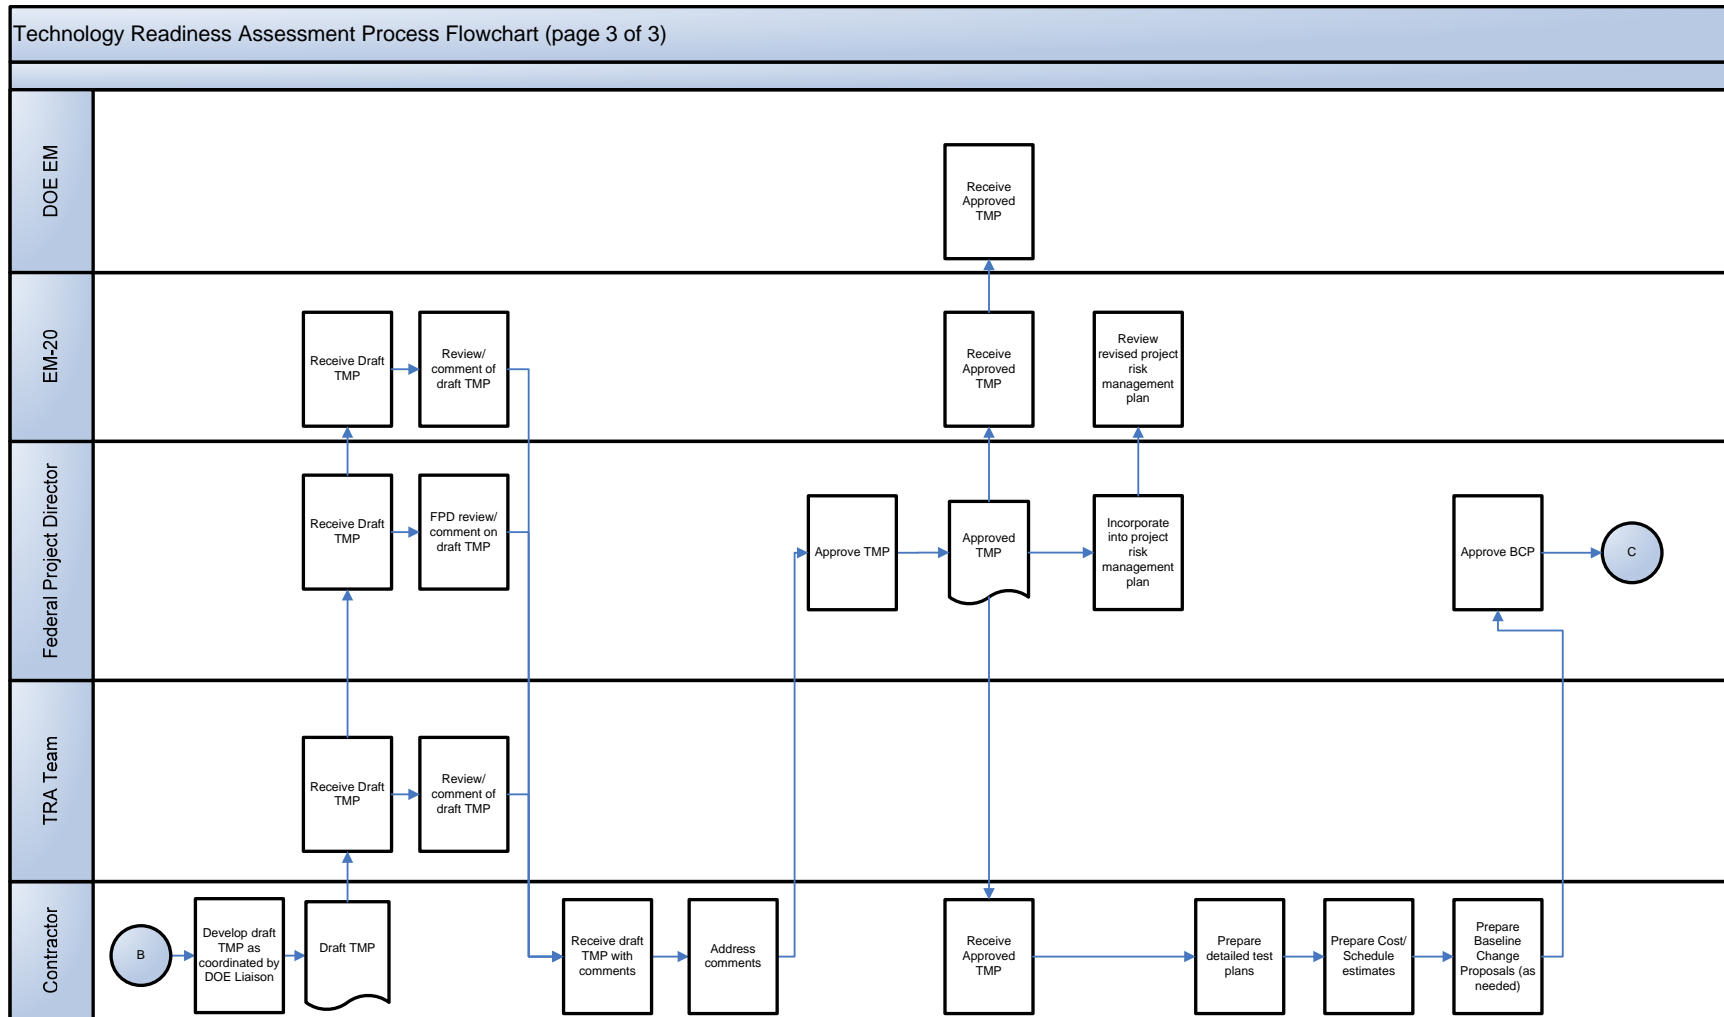 Technology Readiness Assessment Process Flowchart (page 3 of 3)
DOE EM
Receive
Approved
TMP
EM-20
Receive Draft
TMP
Review/
comment of
draft TMP
Receive
Approved
TMP
Review
revised project
risk
management
plan
Federal Project Director
Receive Draft
TMP
FPD review/
comment on
draft TMP
Approve TMP
Approved
TMP
Incorporate
into project
risk
management
plan
Approve BCP
C
TRA Team
Receive Draft
TMP
Review/
comment of
draft TMP
Contractor
B
Develop draft
TMP as
coordinated by
DOE Liaison
Draft TMP
Receive draft
TMP with
comments
Address
comments
Receive
Approved
TMP
Prepare
detailed test
plans
Prepare Cost/
Schedule
estimates
Prepare
Baseline
Change
Proposals (as
needed)